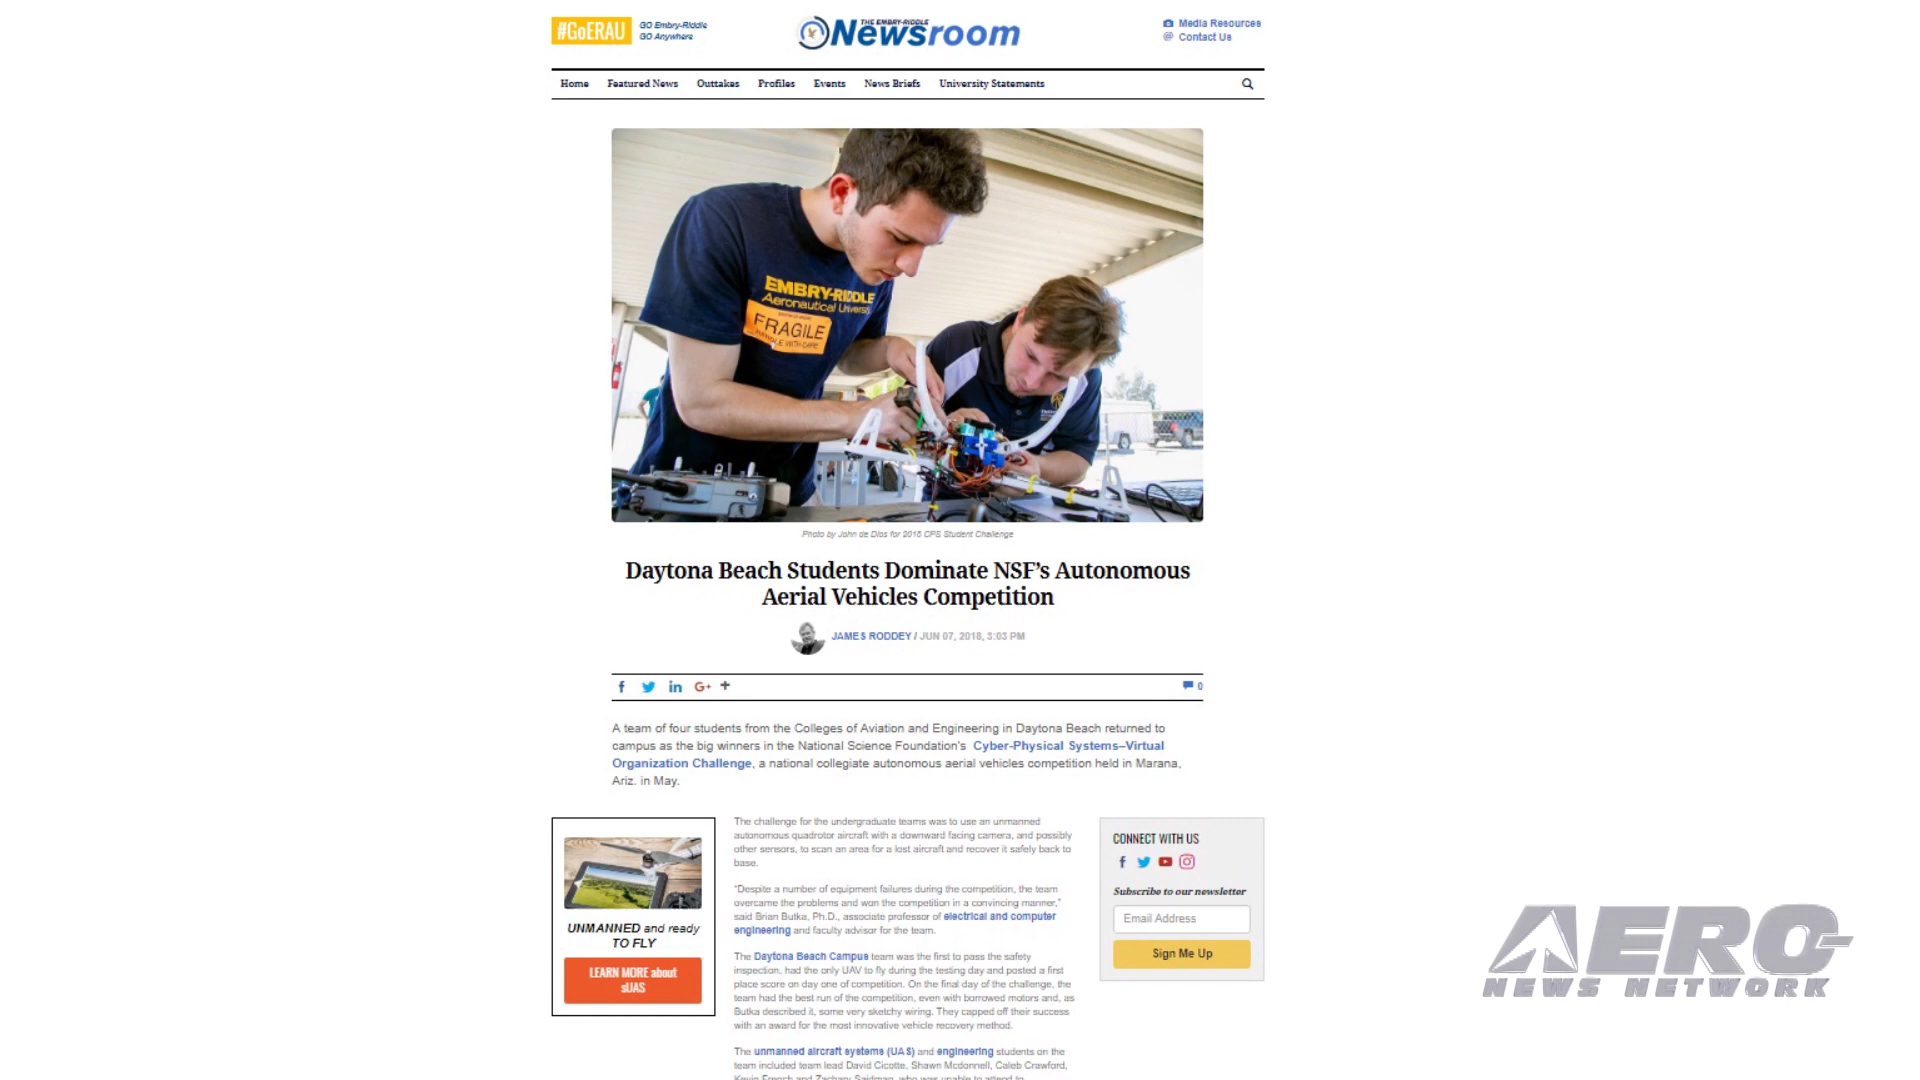 #GoERAU
GO Embry-Riddle
GO Anywhere
THE EMBRY-RIDDLE
Newsroom
Media Resources
Contact Us
Home Featured News Outtakes Profiles Events News Briefs University Statements
EMBRY-RIDDLE
Aeronautical Universi
FRAGILE
HANDLE WITH CARE
Photo by John de Dios for 2018 CPS Student Challenge
Daytona Beach Students Dominate NSF's Autonomous
Aerial Vehicles Competition
JAMES RODDEY / JUN 07, 2018, 3:03 PM
f in G+ + 0
A team of four students from the Colleges of Aviation and Engineering in Daytona Beach returned to
campus as the big winners in the National Science Foundation's Cyber-Physical Systems–Virtual
Organization Challenge, a national collegiate autonomous aerial vehicles competition held in Marana,
Ariz. in May.
UNMANNED and ready
TO FLY
LEARN MORE about
sUAS
The challenge for the undergraduate teams was to use an unmanned
autonomous quadrotor aircraft with a downward facing camera, and possibly
other sensors, to scan an area for a lost aircraft and recover it safely back to
base.
"Despite a number of equipment failures during the competition, the team
overcame the problems and won the competition in a convincing manner,"
said Brian Butka, Ph.D., associate professor of electrical and computer
engineering and faculty advisor for the team.
The Daytona Beach Campus team was the first to pass the safety
inspection, had the only UAV to fly during the testing day and posted a first
place score on day one of competition. On the final day of the challenge, the
team had the best run of the competition, even with borrowed motors and, as
Butka described it, some very sketchy wiring. They capped off their success
with an award for the most innovative vehicle recovery method.
The unmanned aircraft systems (UAS) and engineering students on the
team included team lead David Cicotte, Shawn Mcdonnell, Caleb Crawford,
Kevin French and Zachary Saidman, who was unable to attend to
CONNECT WITH US
f
Subscribe to our newsletter
Email Address
Sign Me Up
AERO-
NEWS NETWORK